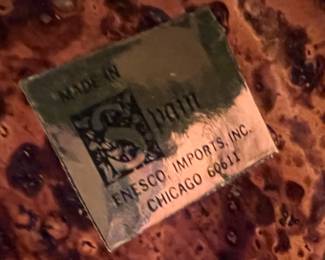 MADE IN
Spain
ENESCO, IMPORTS, INC.
CHICAGO 60611